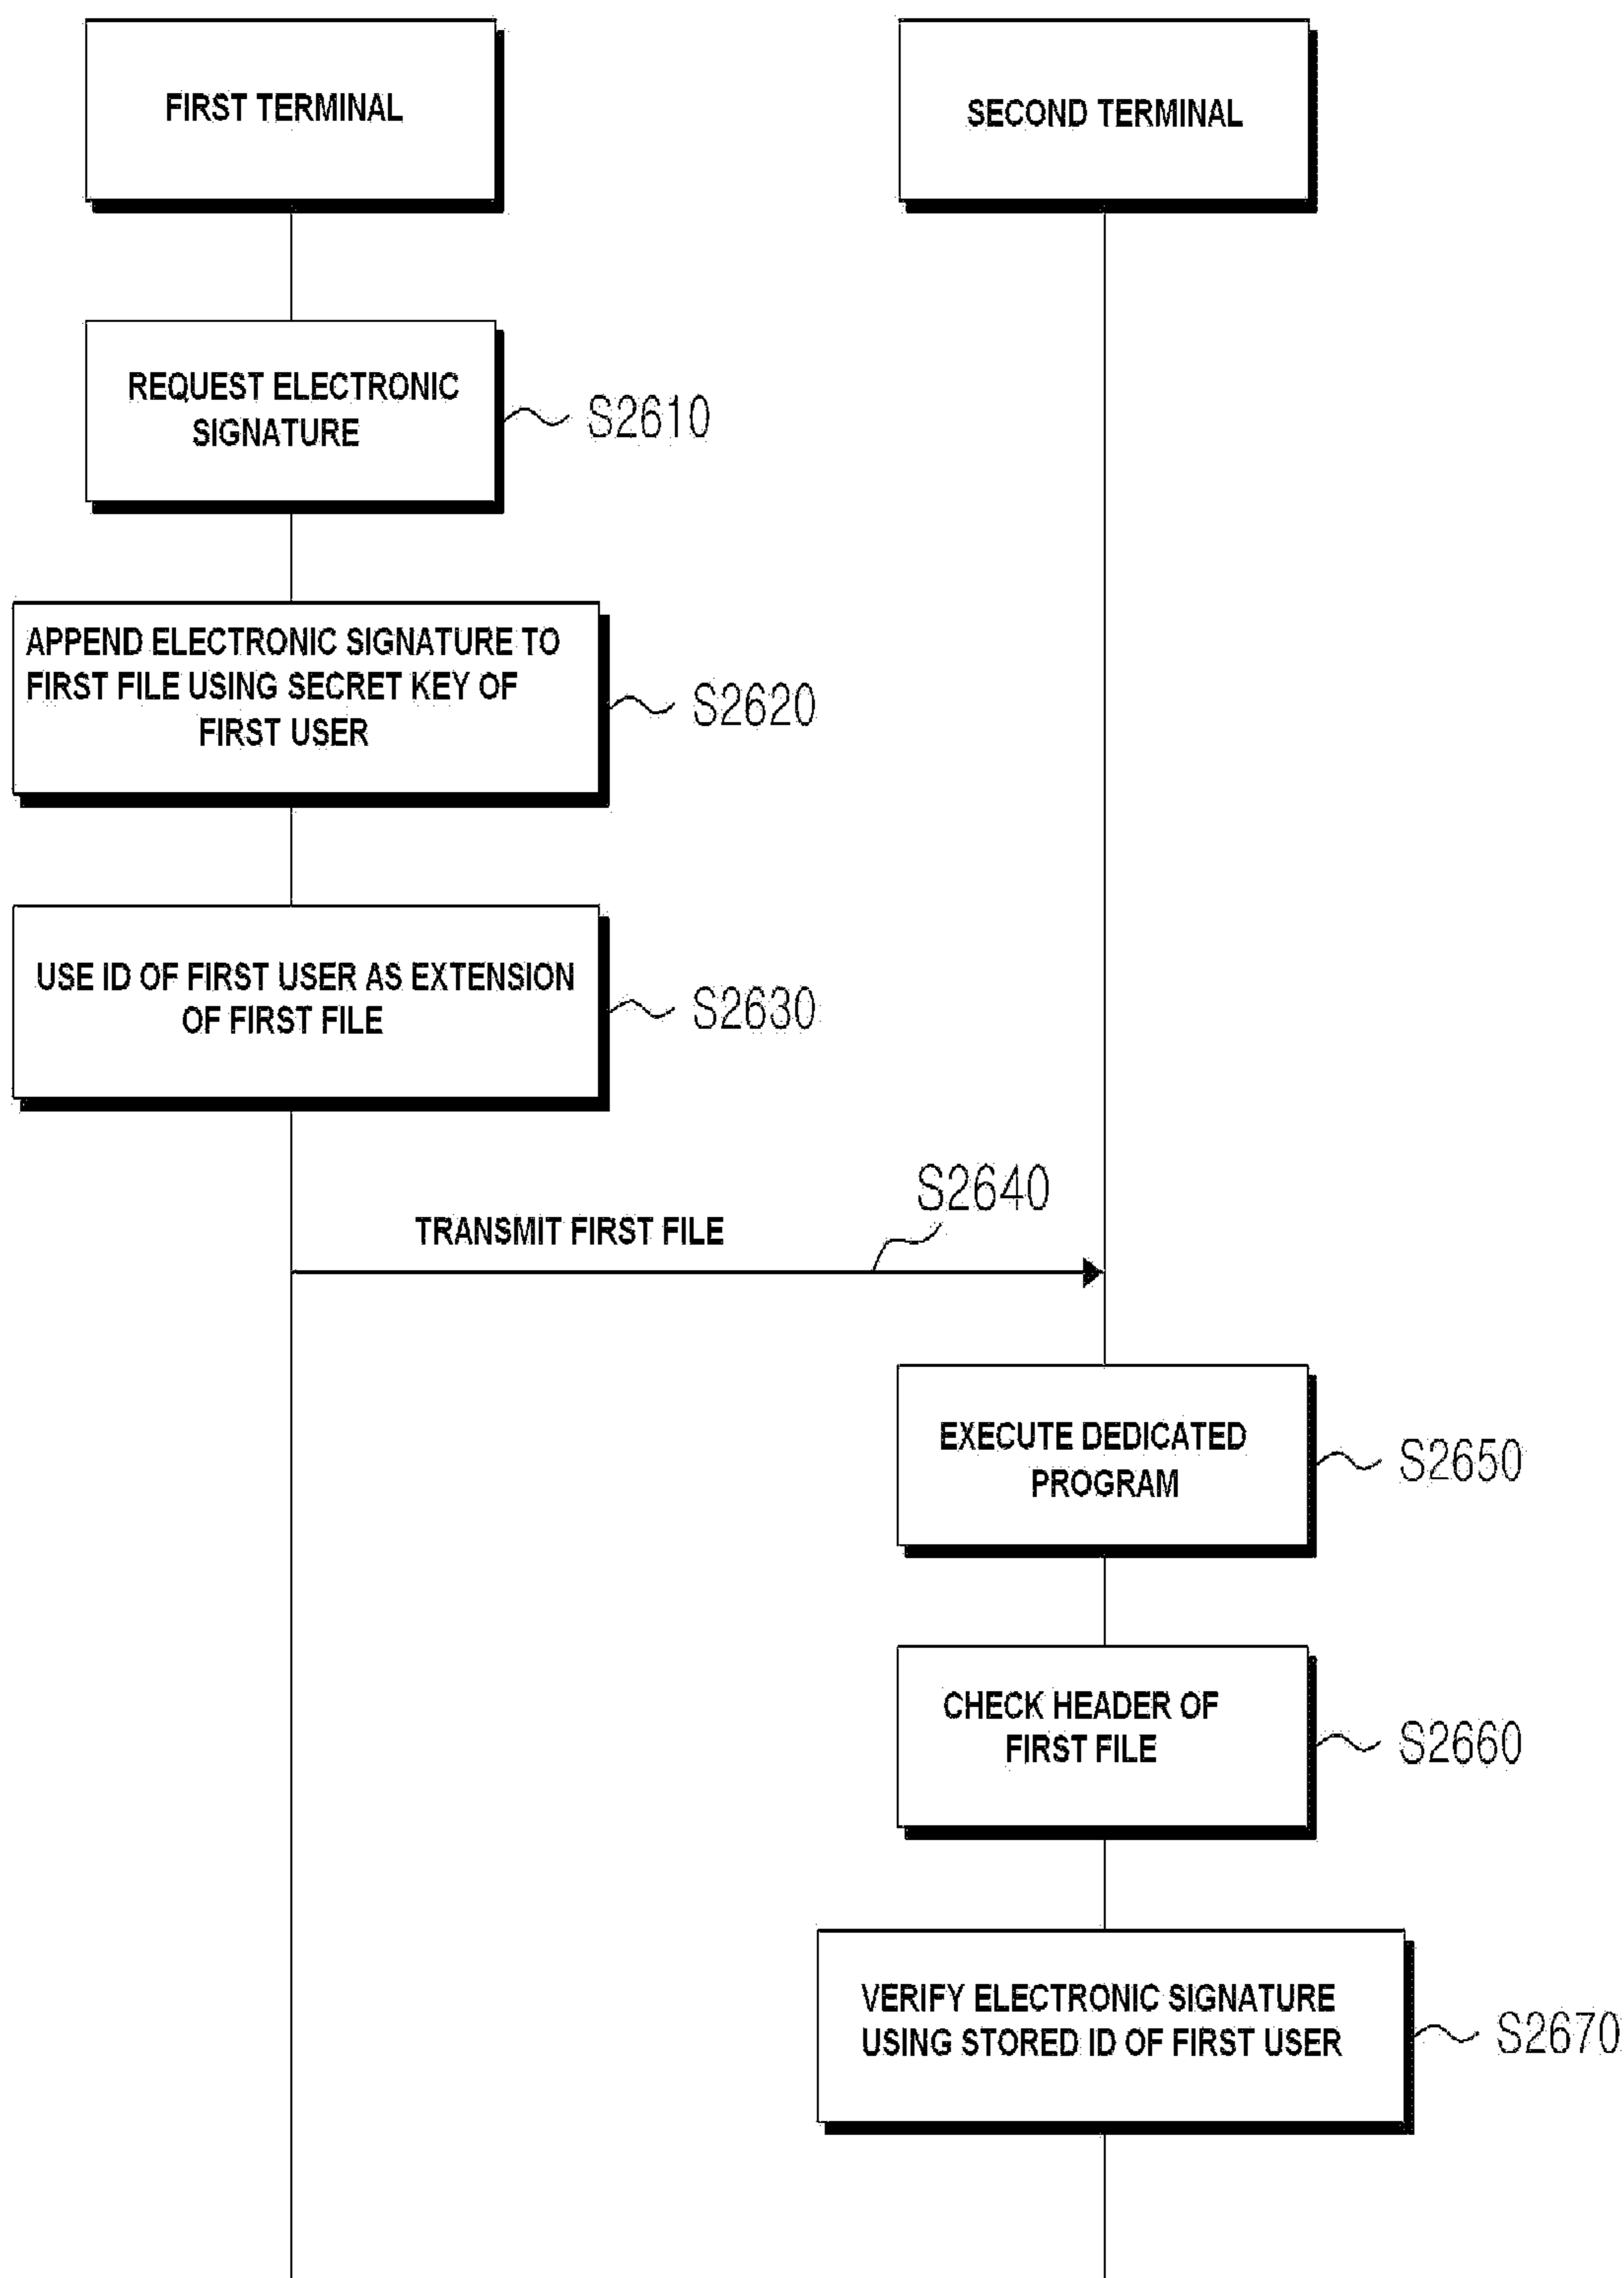 FIRST TERMINAL
SECOND TERMINAL
REQUEST ELECTRONIC
SIGNATURE
S2610
APPEND ELECTRONIC SIGNATURE TO
FIRST FILE USING SECRET KEY OF
FIRST USER
S2620
USE ID OF FIRST USER AS EXTENSION
OF FIRST FILE
S2630
S2640
TRANSMIT FIRST FILE
EXECUTE DEDICATED
PROGRAM
S2650
CHECK HEADER OF
FIRST FILE
S2660
VERIFY ELECTRONIC SIGNATURE
USING STORED ID OF FIRST USER
S2670